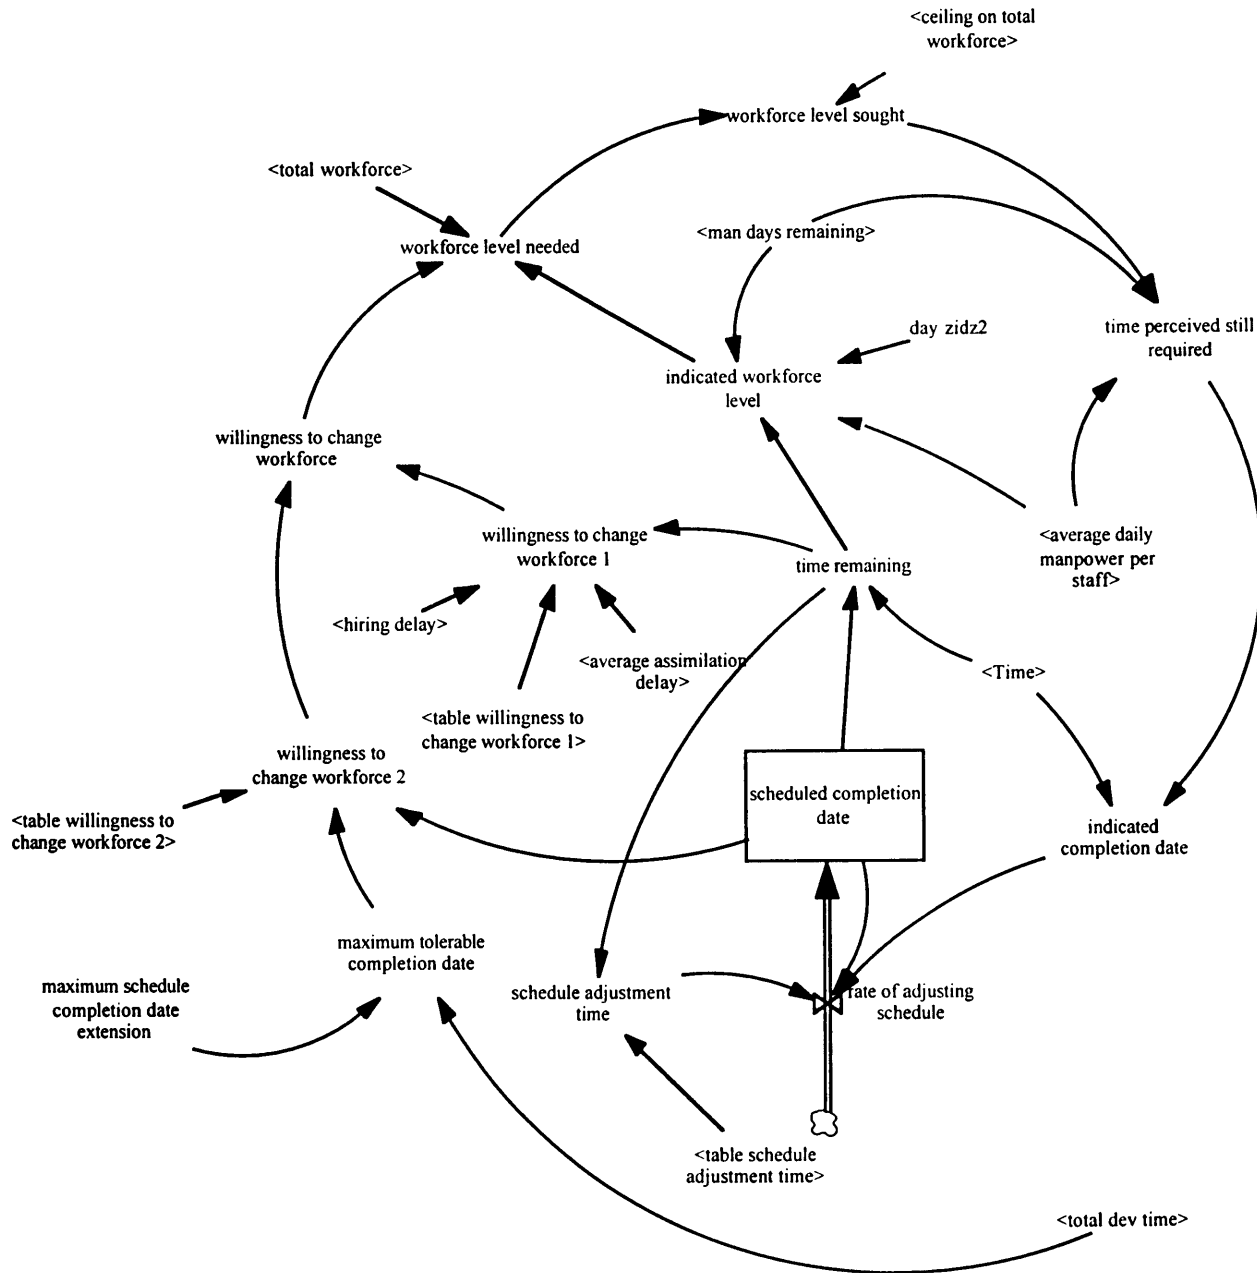 <ceiling on total
workforce>
workforce level sought
<total workforce>
<man days remaining>
workforce level needed
day zidz2
time perceived still
required
indicated workforce
level
willingness to change
workforce
willingness to change
workforce 1
time remaining
<average daily
manpower per
staff>
<hiring delay>
<average assimilation
delay>
<Time>
<table willingness to
change workforce 1>
willingness to
change workforce 2
scheduled completion
date
<table willingness to
change workforce 2>
indicated
completion date
maximum tolerable
completion date
maximum schedule
completion date
extension
schedule adjustment
time
rate of adjusting
schedule
<table schedule
adjustment time>
<total dev time>